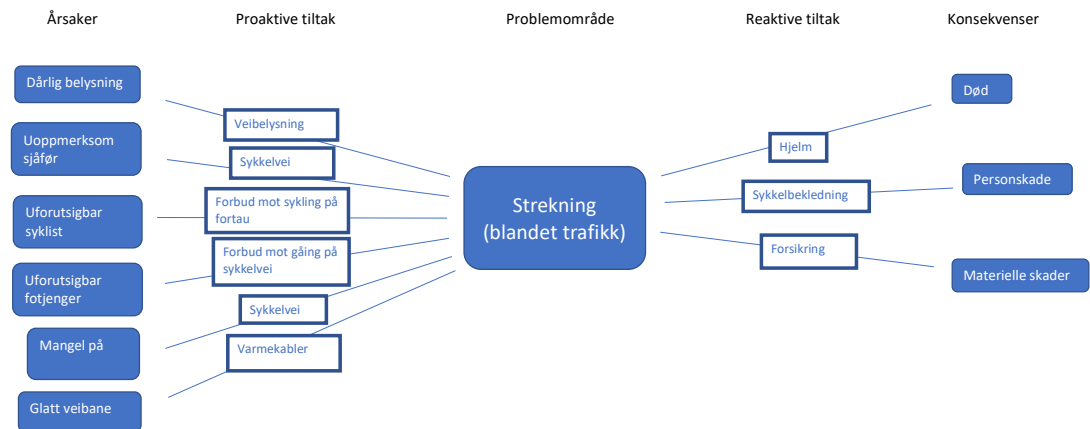 Årsaker
Proaktive tiltak
Problemområde
Reaktive tiltak
Konsekvenser
Dårlig belysning
Uoppmerksom
sjåfør
Uforutsigbar
syklist
Uforutsigbar
fotjenger
Mangel på
Glatt veibane
Veibelysning
Sykkelvei
Forbud mot sykling på
fortau
Forbud mot gåing på
sykkelvei
Sykkelvei
Varmekabler
Strekning
(blandet trafikk)
Hjelm
Sykkelbekledning
Forsikring
Død
Personskade
Materielle skader